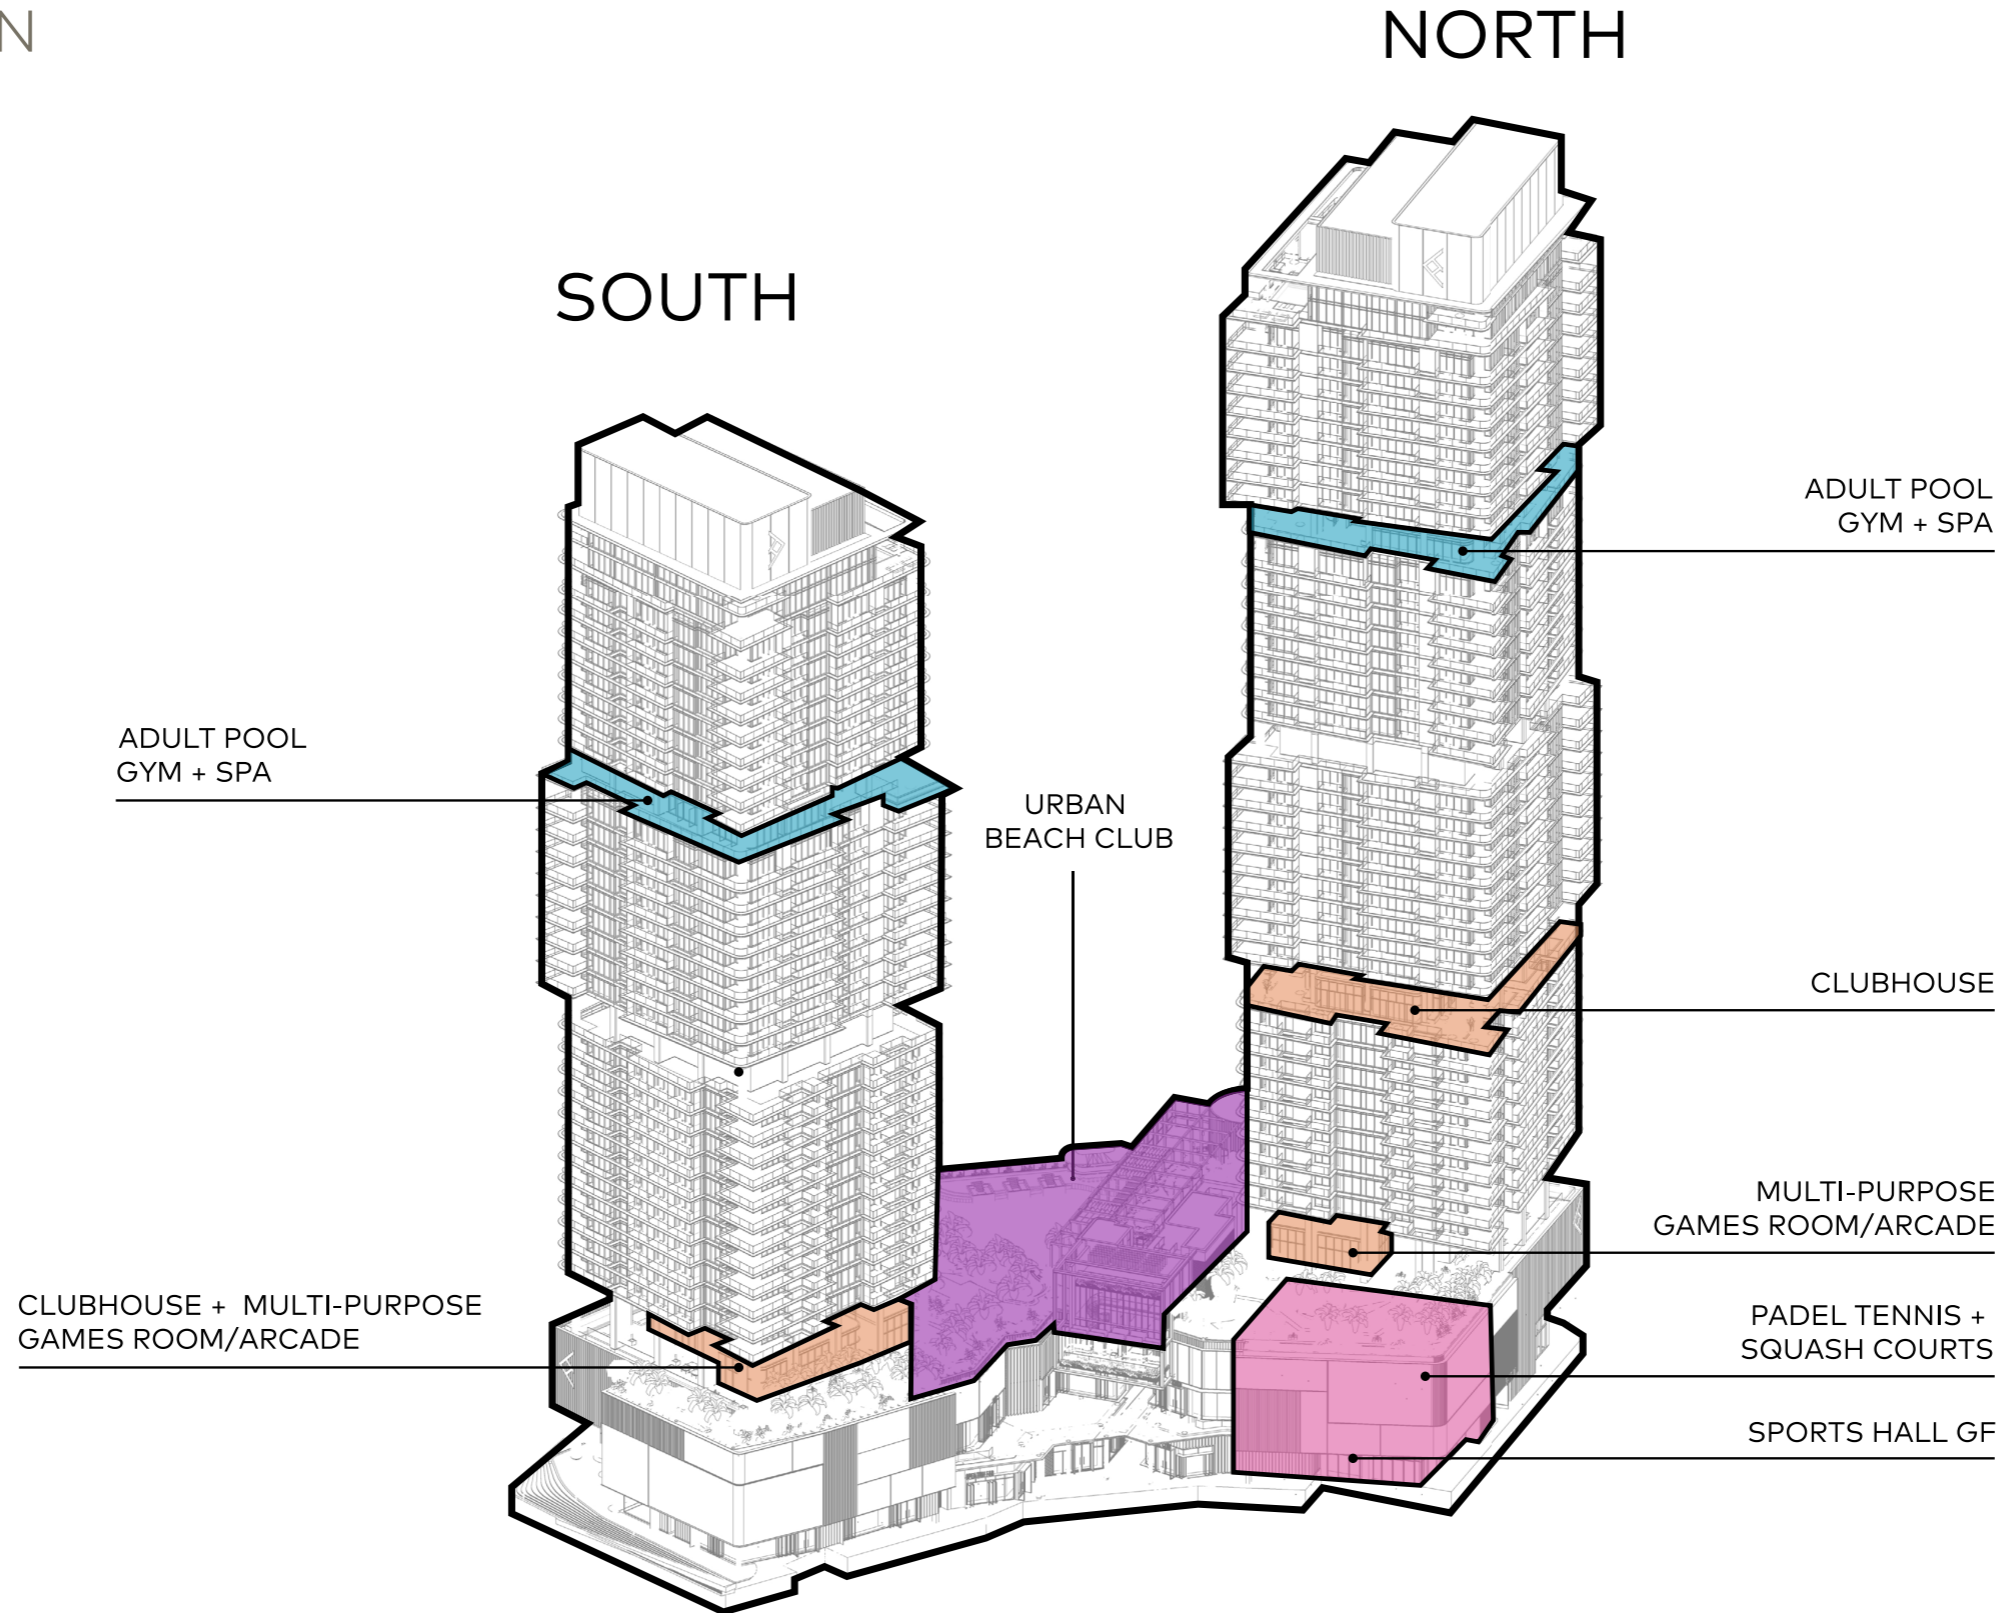 N
NORTH
SOUTH
ADULT POOL
GYM + SPA
ADULT POOL
GYM + SPA
URBAN
BEACH CLUB
CLUBHOUSE
MULTI-PURPOSE
GAMES ROOM/ARCADE
CLUBHOUSE + MULTI-PURPOSE
GAMES ROOM/ARCADE
PADEL TENNIS +
SQUASH COURTS
SPORTS HALL GF